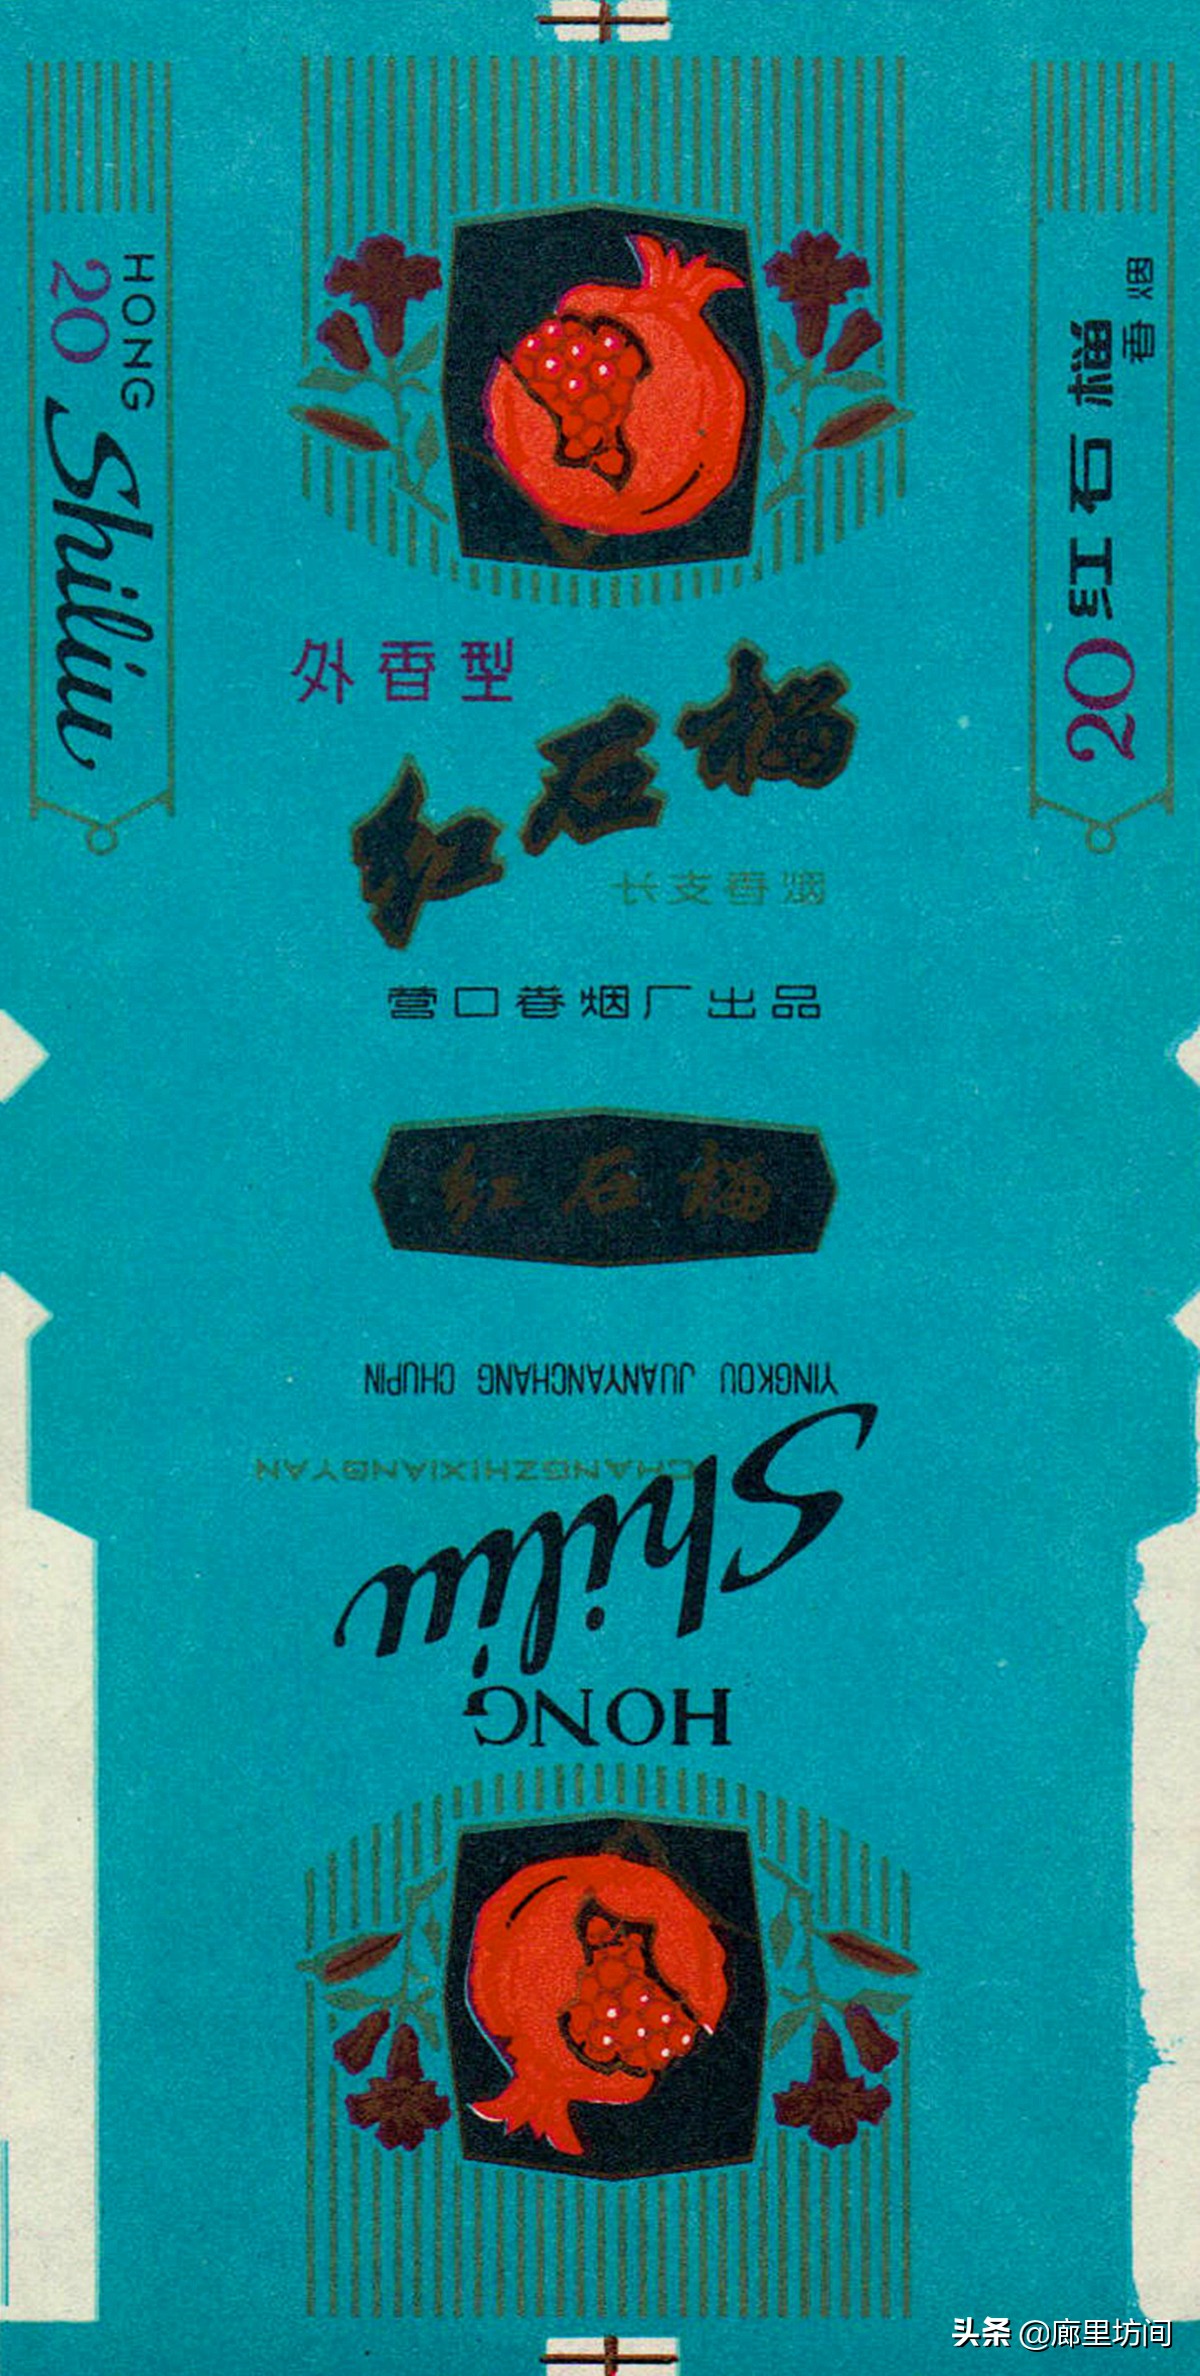 HONG
20 Shiliu
香烟
20 红石榴
外香型
红石榴
长支香烟
营口卷烟厂出品
红石榴
YINGKOU JUANYANCHANG CHUPIN
CHANGZHIXIANGYAN
Shiliu
HONG
头条 @廊里坊间